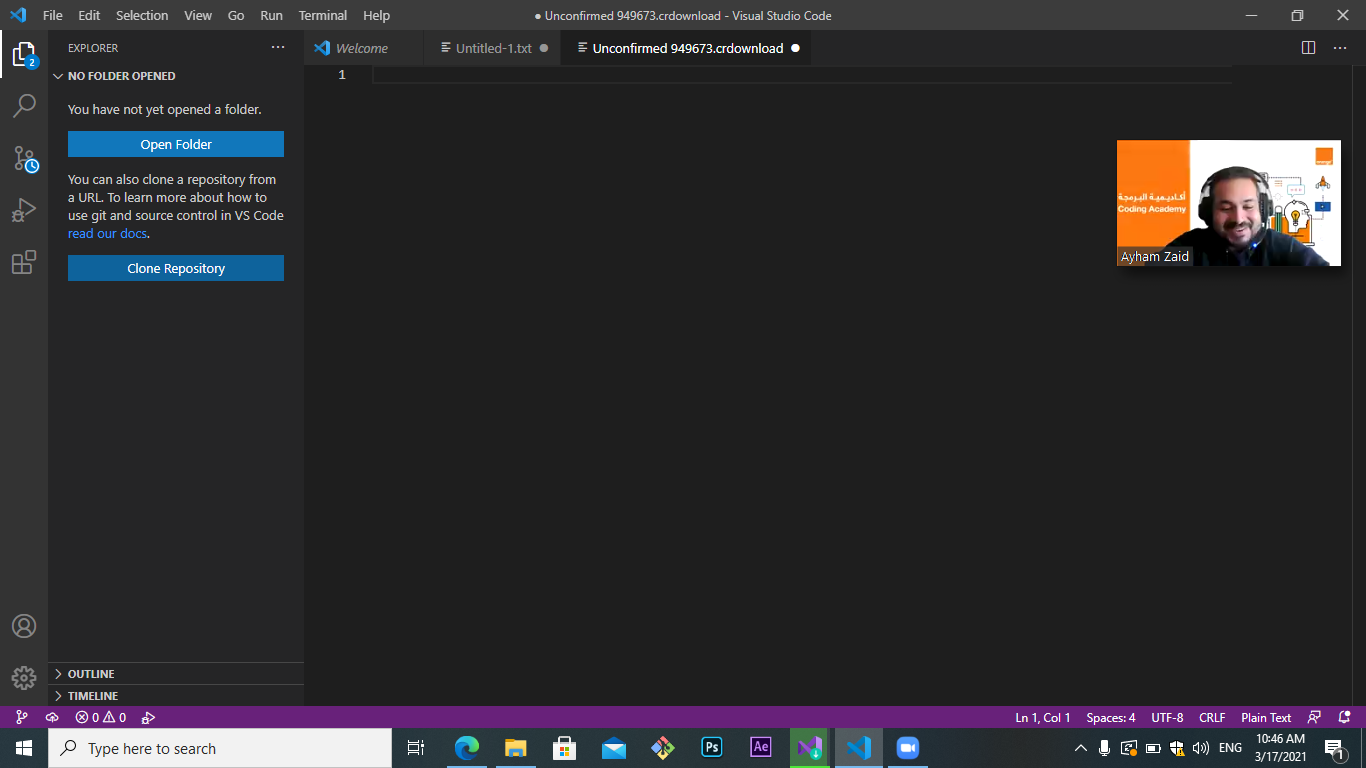 File Edit Selection View Go Run Terminal Help
● Unconfirmed 949673.crdownload - Visual Studio Code
EXPLORER
Welcome
Untitled-1.txt
Unconfirmed 949673.crdownload
NO FOLDER OPENED
1
You have not yet opened a folder.
Open Folder
You can also clone a repository from
a URL. To learn more about how to
use git and source control in VS Code
read our docs.
Clone Repository
2
أكاديمية البرمجة
Coding Academy
Ayham Zaid
OUTLINE
TIMELINE
0 0
Ln 1, Col 1 Spaces: 4 UTF-8 CRLF Plain Text
Type here to search
Ps
Ae
ENG
10:46 AM
3/17/2021
1